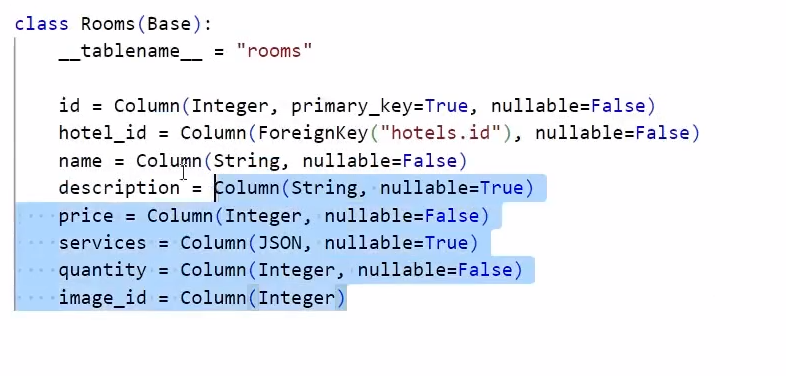 class Rooms(Base):
    __tablename__ = "rooms"

    id = Column(Integer, primary_key=True, nullable=False)
    hotel_id = Column(ForeignKey("hotels.id"), nullable=False)
    name = Column(String, nullable=False)
    description = Column(String, nullable=True)
    price = Column(Integer, nullable=False)
    services = Column(JSON, nullable=True)
    quantity = Column(Integer, nullable=False)
    image_id = Column(Integer)